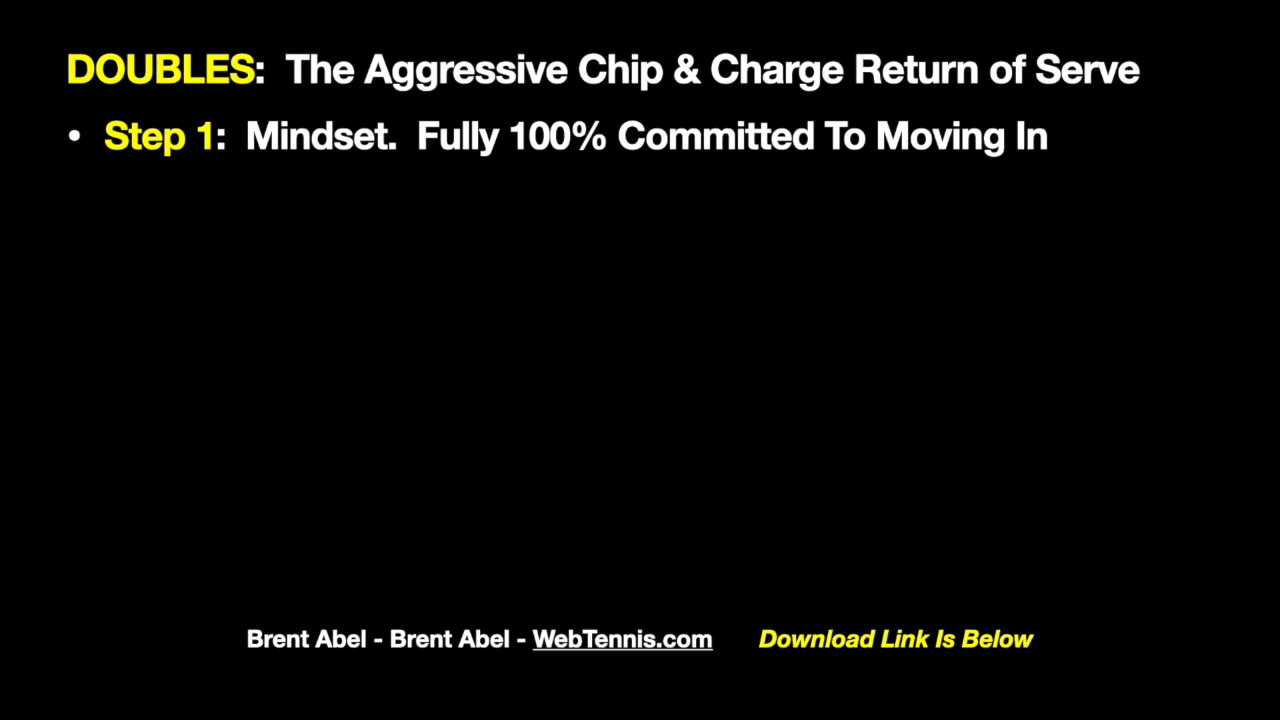 DOUBLES: The Aggressive Chip & Charge Return of Serve
• Step 1: Mindset. Fully 100% Committed To Moving In
Brent Abel - Brent Abel - WebTennis.com Download Link Is Below